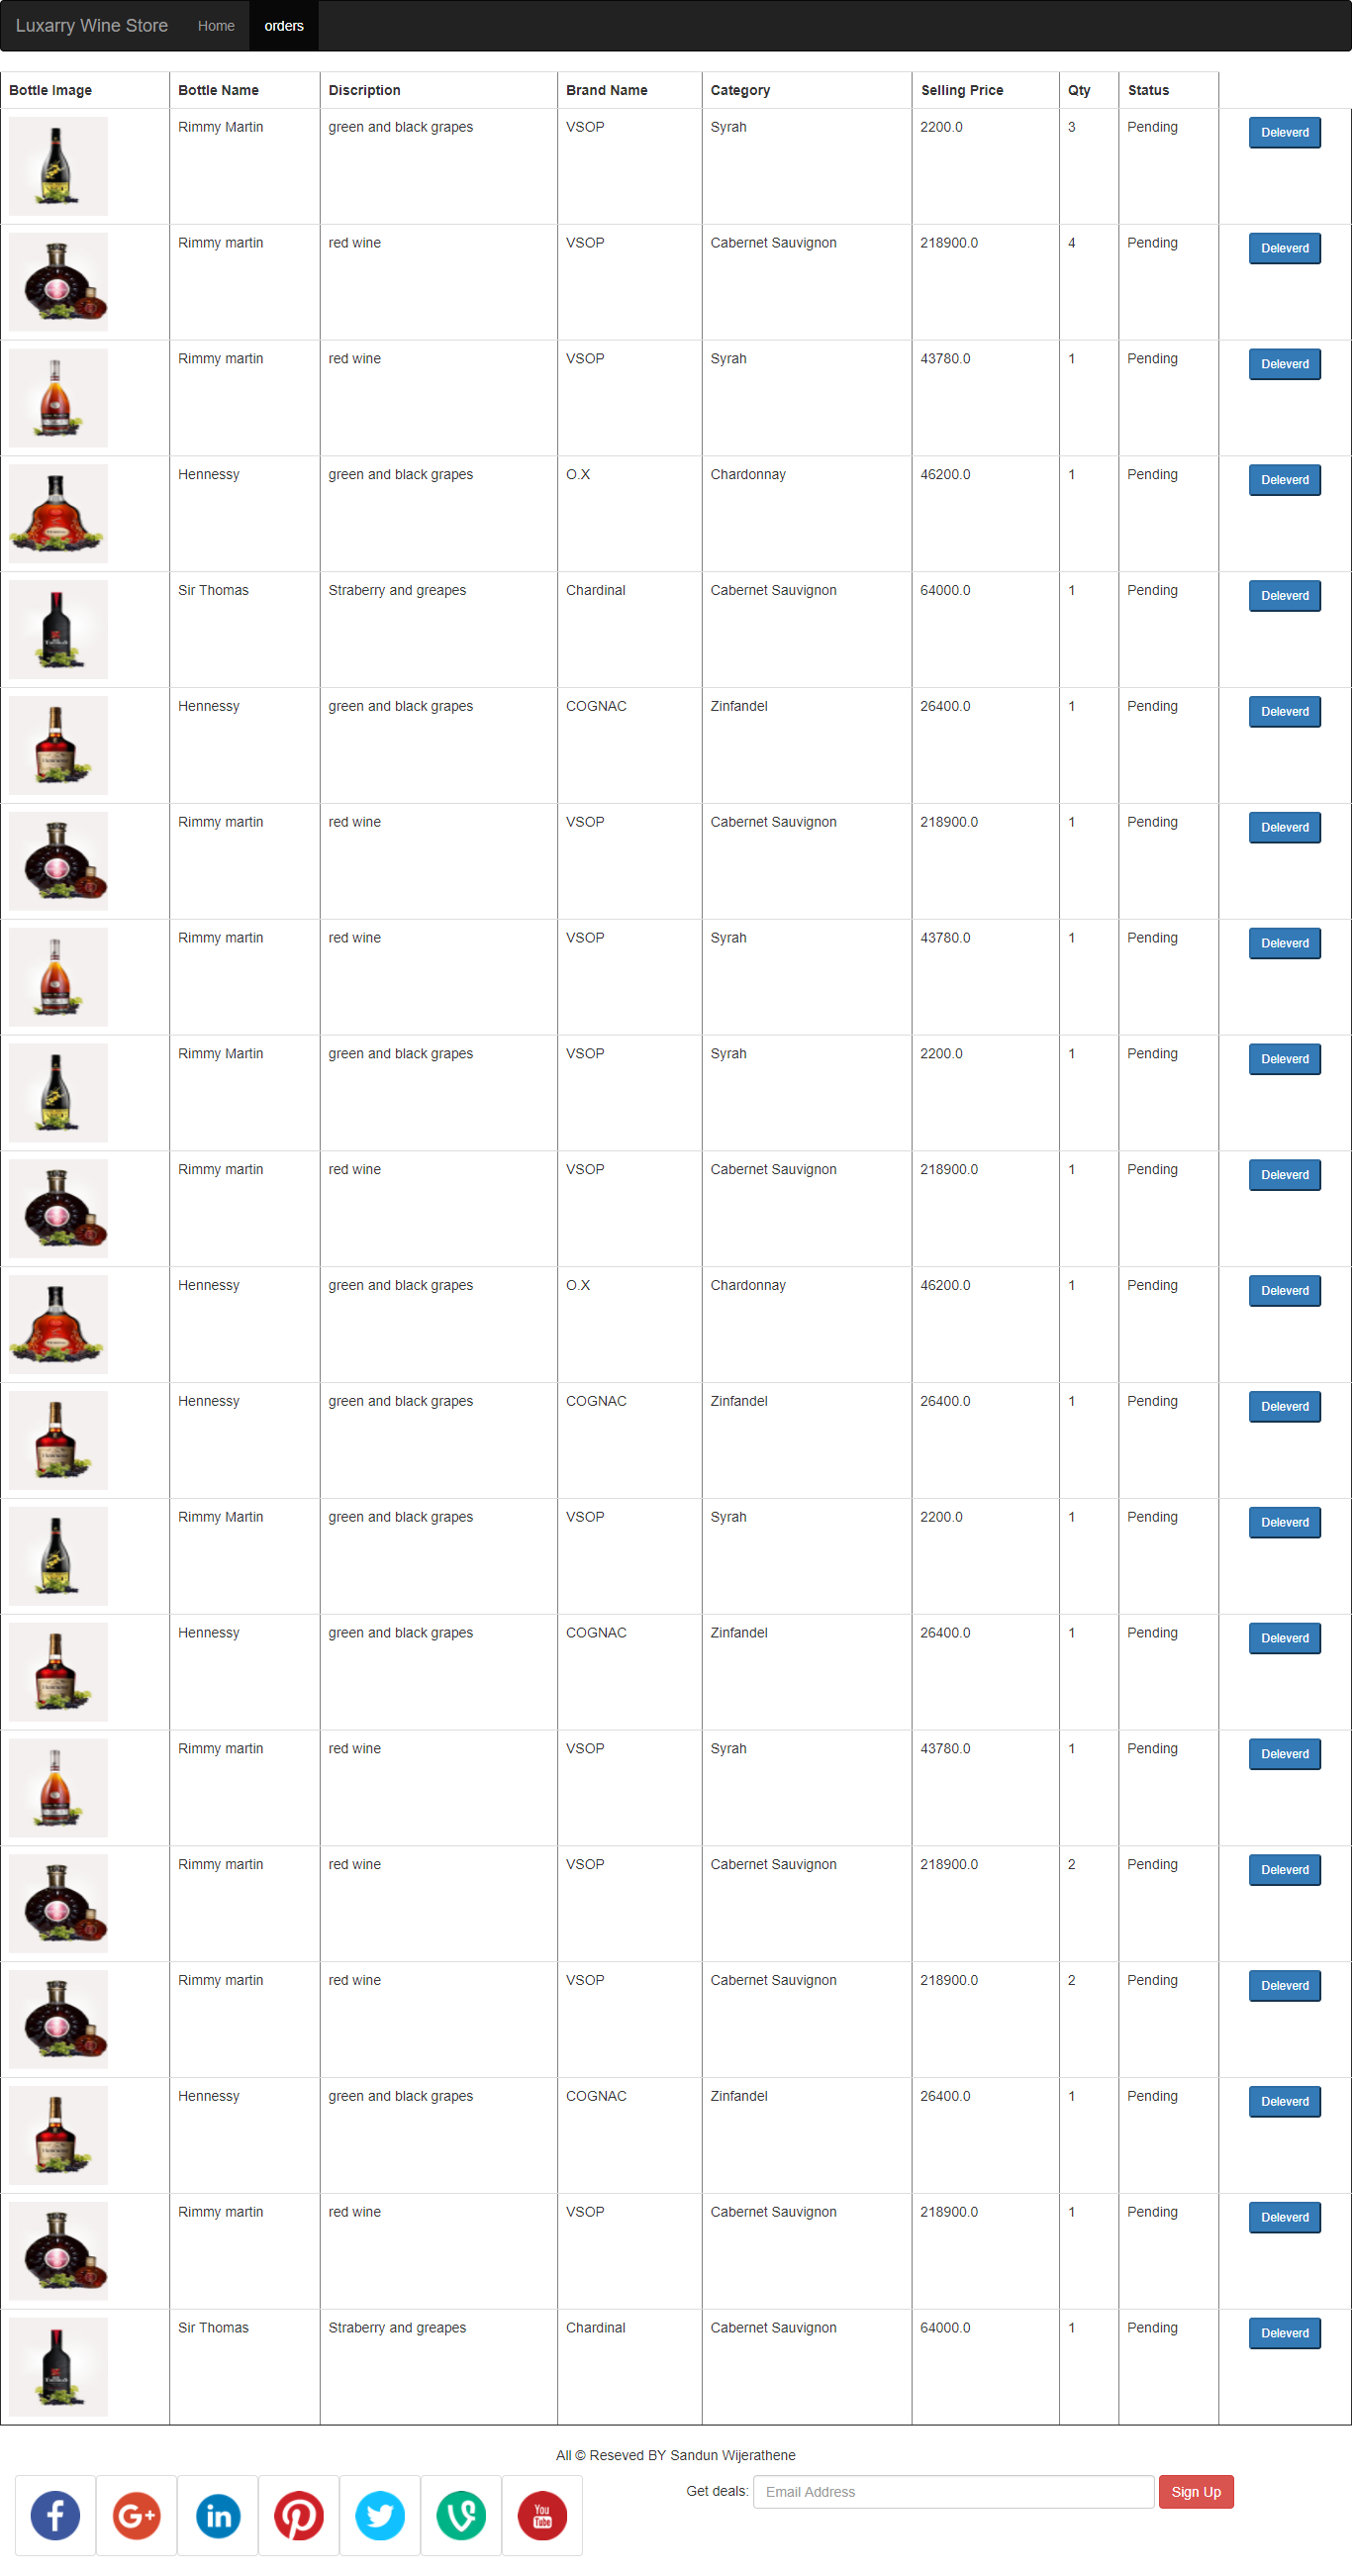 Luxarry Wine Store Home orders
Bottle Image Bottle Name Discription Brand Name Category Selling Price Qty Status
Rimmy Martin green and black grapes VSOP Syrah 2200.0 3 Pending Deleverd
Rimmy martin red wine VSOP Cabernet Sauvignon 218900.0 4 Pending Deleverd
Rimmy martin red wine VSOP Syrah 43780.0 1 Pending Deleverd
Hennessy green and black grapes O.X Chardonnay 46200.0 1 Pending Deleverd
Sir Thomas Straberry and greapes Chardinal Cabernet Sauvignon 64000.0 1 Pending Deleverd
Hennessy green and black grapes COGNAC Zinfandel 26400.0 1 Pending Deleverd
Rimmy martin red wine VSOP Cabernet Sauvignon 218900.0 1 Pending Deleverd
Rimmy martin red wine VSOP Syrah 43780.0 1 Pending Deleverd
Rimmy Martin green and black grapes VSOP Syrah 2200.0 1 Pending Deleverd
Rimmy martin red wine VSOP Cabernet Sauvignon 218900.0 1 Pending Deleverd
Hennessy green and black grapes O.X Chardonnay 46200.0 1 Pending Deleverd
Hennessy green and black grapes COGNAC Zinfandel 26400.0 1 Pending Deleverd
Rimmy Martin green and black grapes VSOP Syrah 2200.0 1 Pending Deleverd
Hennessy green and black grapes COGNAC Zinfandel 26400.0 1 Pending Deleverd
Rimmy martin red wine VSOP Syrah 43780.0 1 Pending Deleverd
Rimmy martin red wine VSOP Cabernet Sauvignon 218900.0 2 Pending Deleverd
Rimmy martin red wine VSOP Cabernet Sauvignon 218900.0 2 Pending Deleverd
Hennessy green and black grapes COGNAC Zinfandel 26400.0 1 Pending Deleverd
Rimmy martin red wine VSOP Cabernet Sauvignon 218900.0 1 Pending Deleverd
Sir Thomas Straberry and greapes Chardinal Cabernet Sauvignon 64000.0 1 Pending Deleverd
All © Reseved BY Sandun Wijerathene
Get deals: Email Address Sign Up
You
Tube